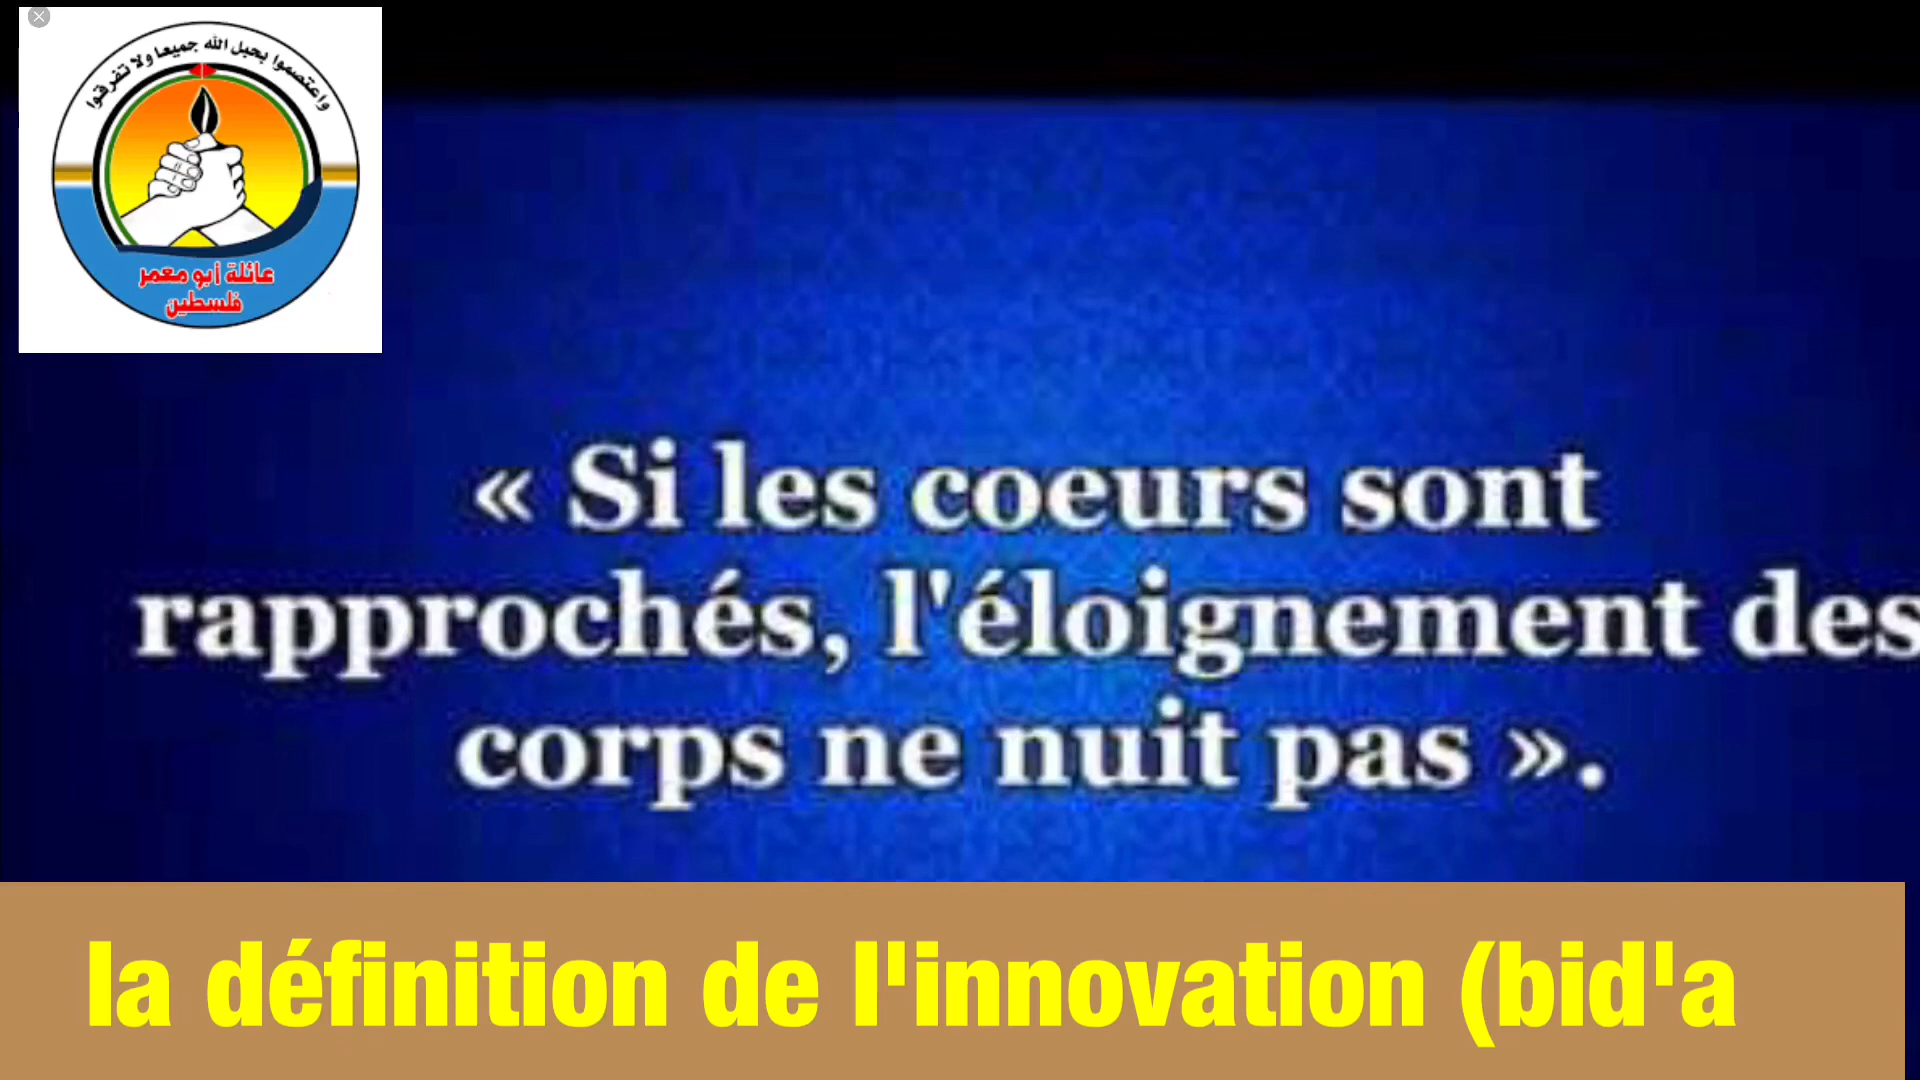 واعتصموا بحبل الله جميعا ولا تفرقوا
عائلة أبو معمر
فلسطين
« Si les coeurs sont
rapprochés, l'éloignement des
corps ne nuit pas ».
la définition de l'innovation (bid'a